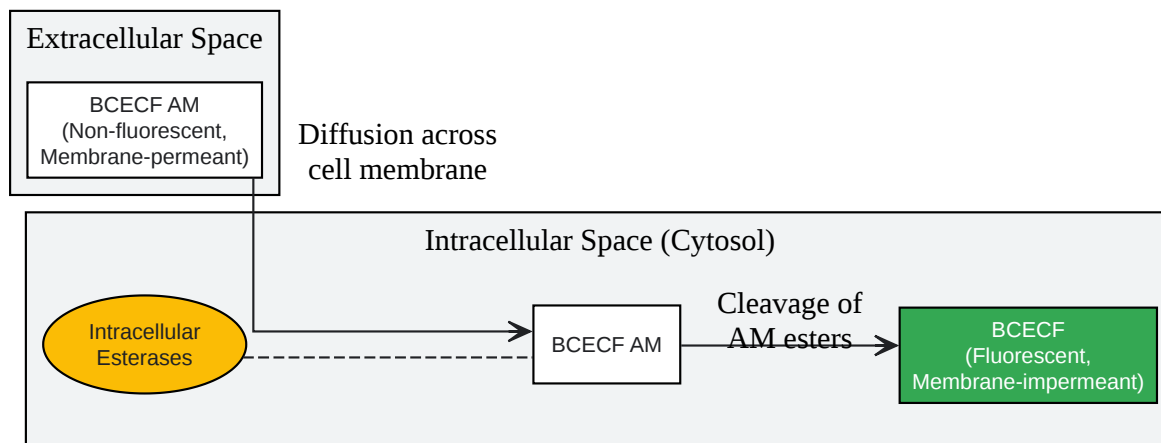 Extracellular Space
BCECF AM
(Non-fluorescent,
Membrane-permeant)
Diffusion across
cell membrane
Intracellular Space (Cytosol)
Intracellular
Esterases
BCECF AM
Cleavage of
AM esters
BCECF
(Fluorescent,
Membrane-impermeant)